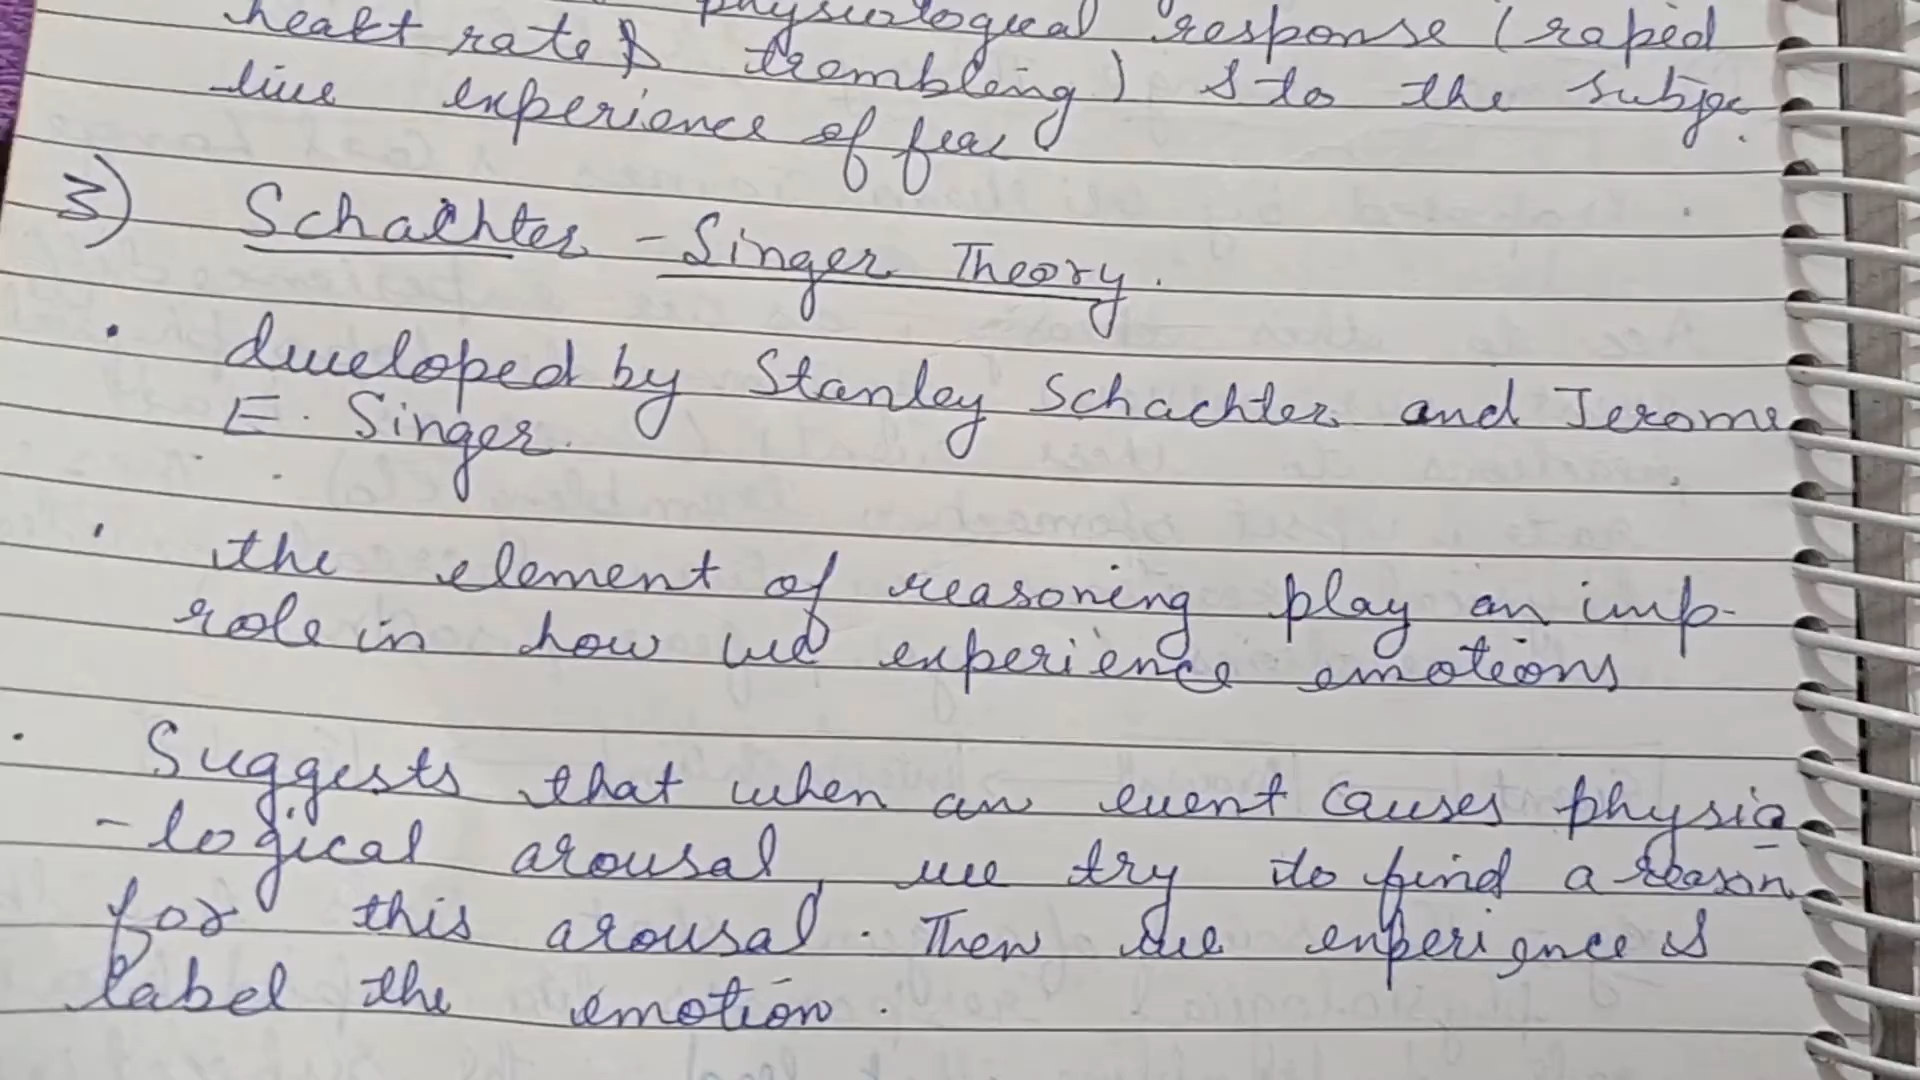 physiological response (rapid
heart rate & trembling) & to the subjec
tive experience of fear.
3) Schachter - Singer Theory.
. developed by Stanley Schachter and Jerome
E. Singer.
. the element of reasoning play an imp.
role in how we experience emotions
. Suggests that when an event causes physio
-logical arousal, we try to find a reason
for this arousal. Then we experience &
label the emotion.